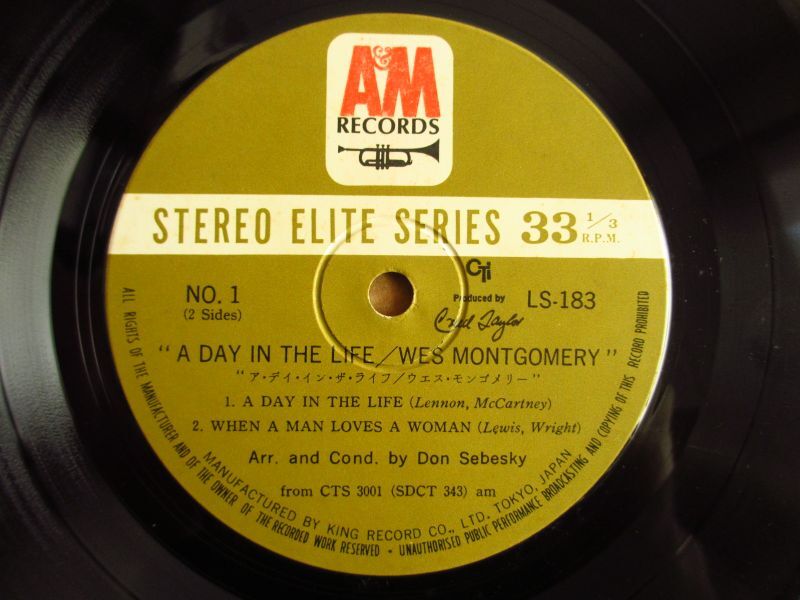 A&M
RECORDS
STEREO ELITE SERIES 33 1/3 R.P.M.
CTi
NO. 1
(2 Sides)
Produced by
Creed Taylor
LS-183
"A DAY IN THE LIFE/WES MONTGOMERY"
"ア・デイ・イン・ザ・ライフ/ウエス・モンゴメリー"
1. A DAY IN THE LIFE (Lennon, McCartney)
2. WHEN A MAN LOVES A WOMAN (Lewis, Wright)
Arr. and Cond. by Don Sebesky
from CTS 3001 (SDCT 343) am
MANUFACTURED BY KING RECORD CO., LTD. TOKYO, JAPAN
ALL RIGHTS OF THE MANUFACTURER AND OF THE OWNER OF THE RECORDED WORK RESERVED • UNAUTHORISED PUBLIC PERFORMANCE BROADCASTING AND COPYING OF THIS RECORD PROHIBITED